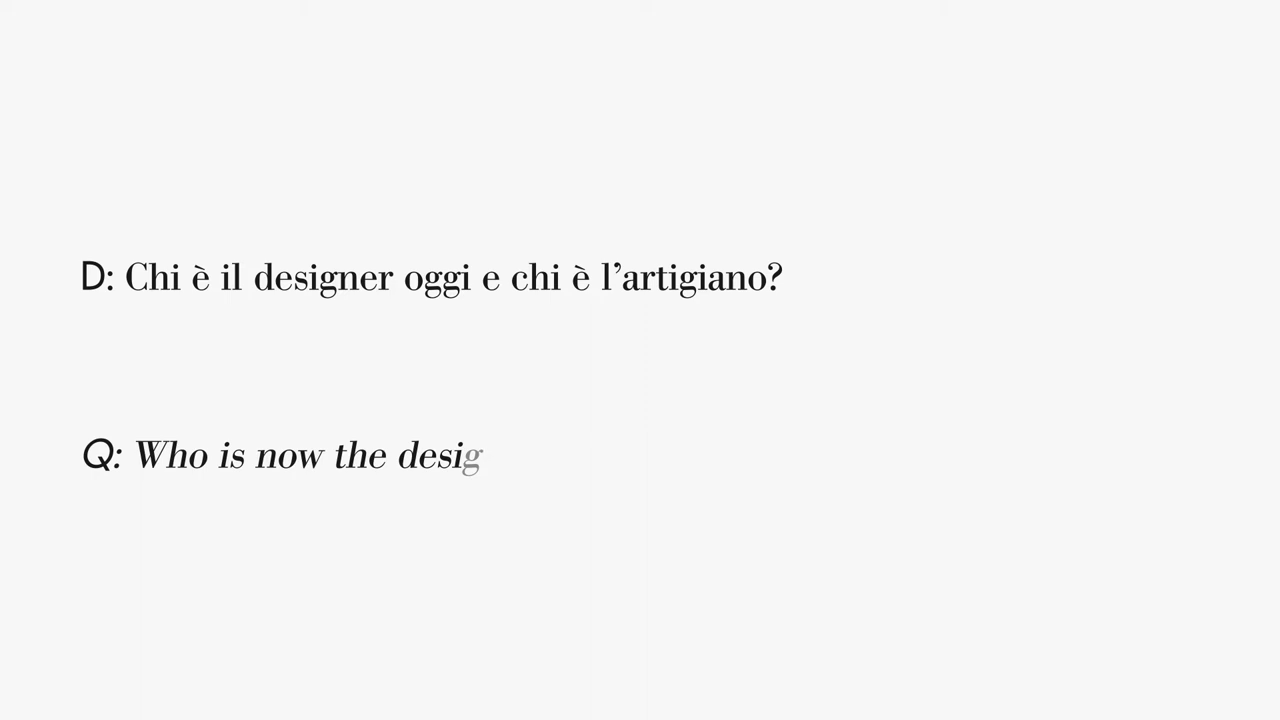 D: Chi è il designer oggi e chi è l’artigiano?
Q: Who is now the desig